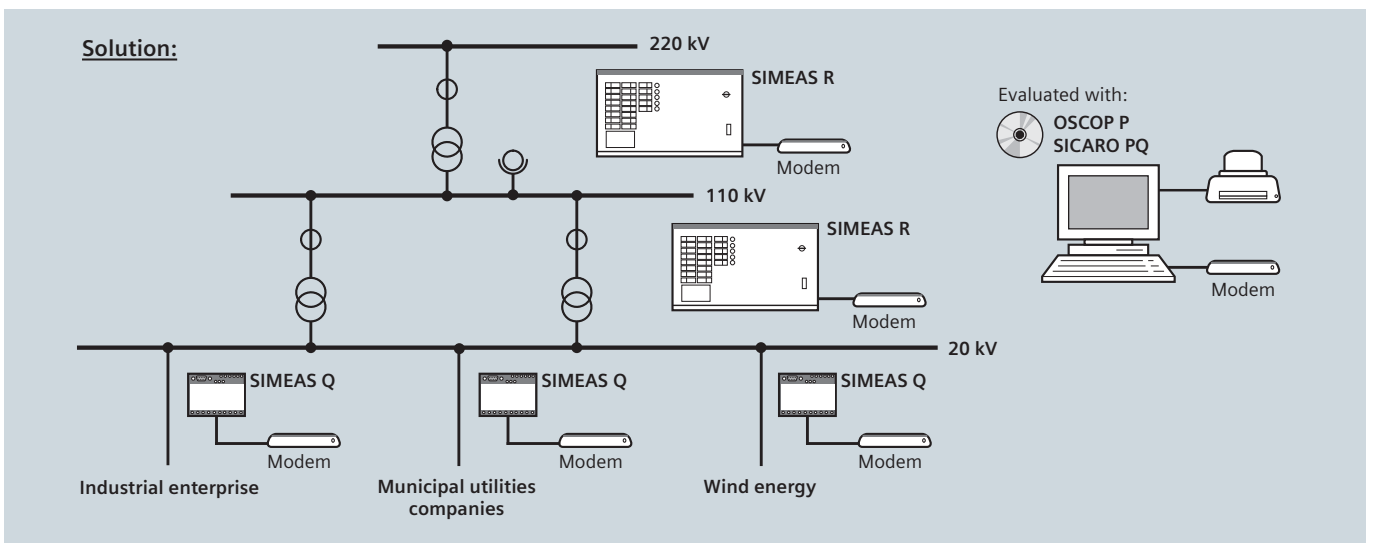 Solution:
220 kV
SIMEAS R
Modem
Evaluated with:
OSCOP P
SICARO PQ
110 kV
SIMEAS R
Modem
Modem
20 kV
SIMEAS Q
Modem
SIMEAS Q
Modem
SIMEAS Q
Modem
Industrial enterprise
Municipal utilities
companies
Wind energy